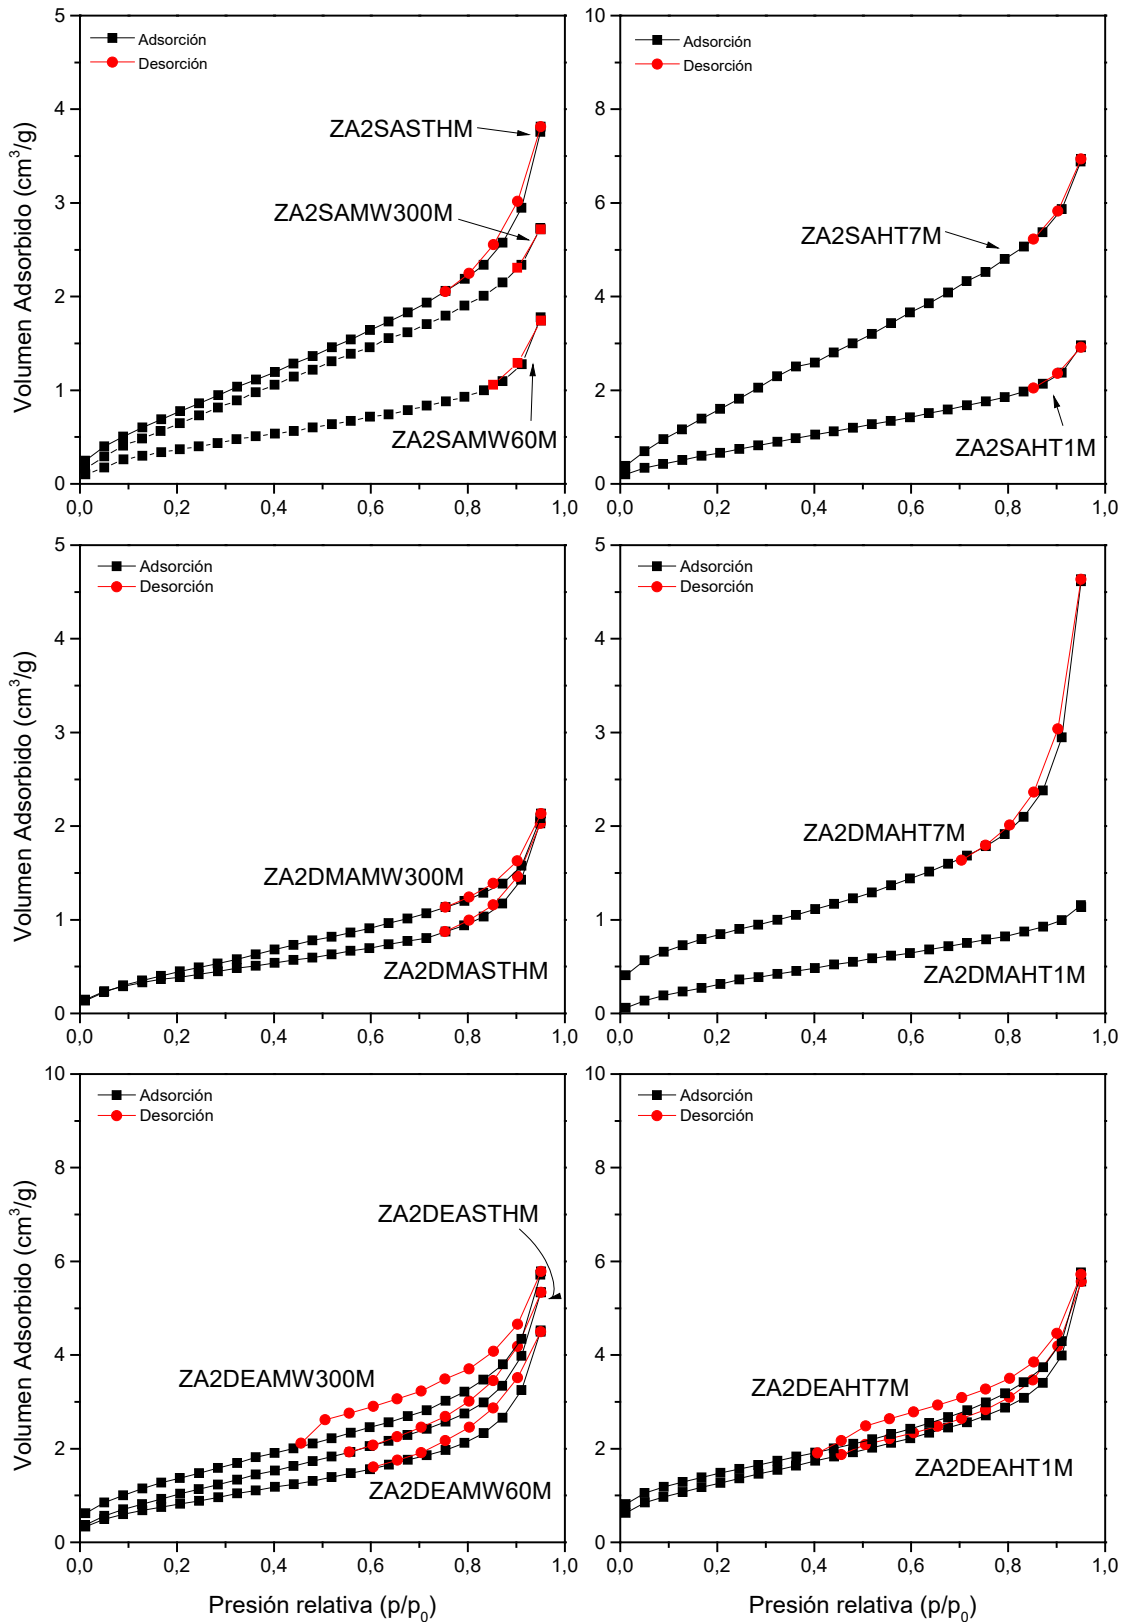 5
4
3
2
1
0
Volumen Adsorbido (cm³/g)
Adsorción
Desorción
ZA2SASTHM
ZA2SAMW300M
ZA2SAMW60M
0,0 0,2 0,4 0,6 0,8 1,0
10
8
6
4
2
0
Adsorción
Desorción
ZA2SAHT7M
ZA2SAHT1M
0,0 0,2 0,4 0,6 0,8 1,0
5
4
3
2
1
0
Volumen Adsorbido (cm³/g)
Adsorción
Desorción
ZA2DMAMW300M
ZA2DMASTHM
0,0 0,2 0,4 0,6 0,8 1,0
5
4
3
2
1
0
Adsorción
Desorción
ZA2DMAHT7M
ZA2DMAHT1M
0,0 0,2 0,4 0,6 0,8 1,0
10
8
6
4
2
0
Volumen Adsorbido (cm³/g)
Adsorción
Desorción
ZA2DEASTHM
ZA2DEAMW300M
ZA2DEAMW60M
0,0 0,2 0,4 0,6 0,8 1,0
Presión relativa (p/p₀)
10
8
6
4
2
0
Adsorción
Desorción
ZA2DEAHT7M
ZA2DEAHT1M
0,0 0,2 0,4 0,6 0,8 1,0
Presión relativa (p/p₀)